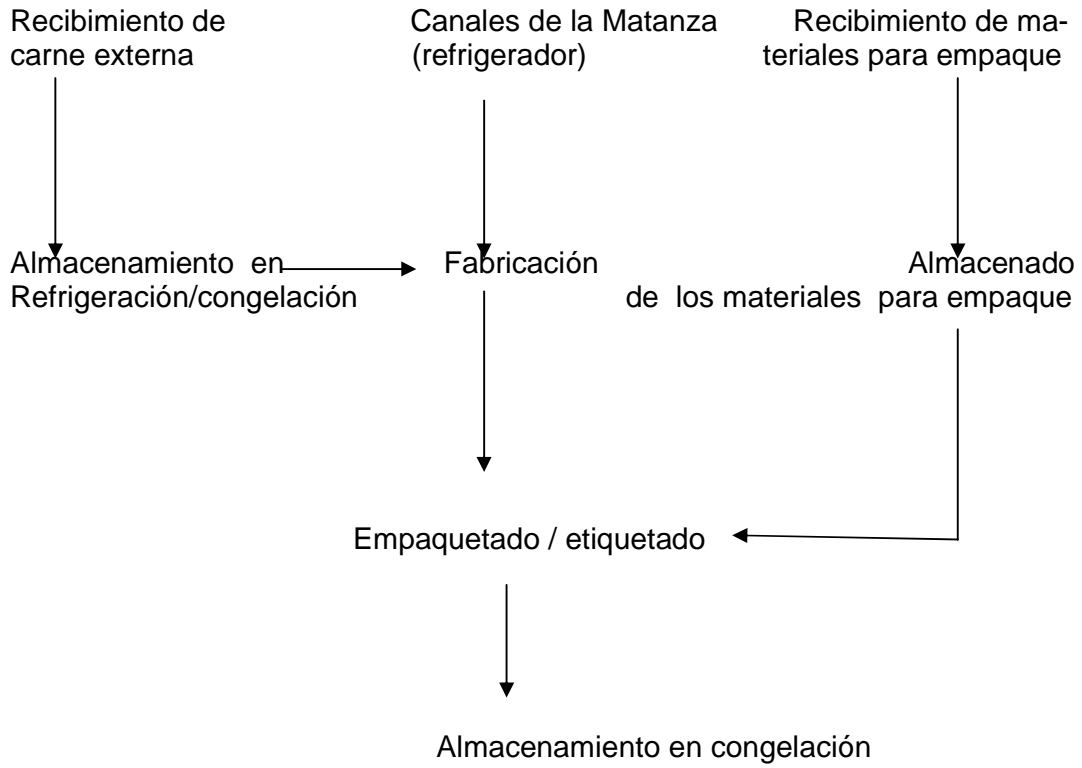 Recibimiento de
carne externa
Canales de la Matanza
(refrigerador)
Recibimiento de ma-
teriales para empaque
Almacenamiento en
Refrigeración/congelación
Fabricación
Almacenado
de los materiales para empaque
Empaquetado / etiquetado
Almacenamiento en congelación